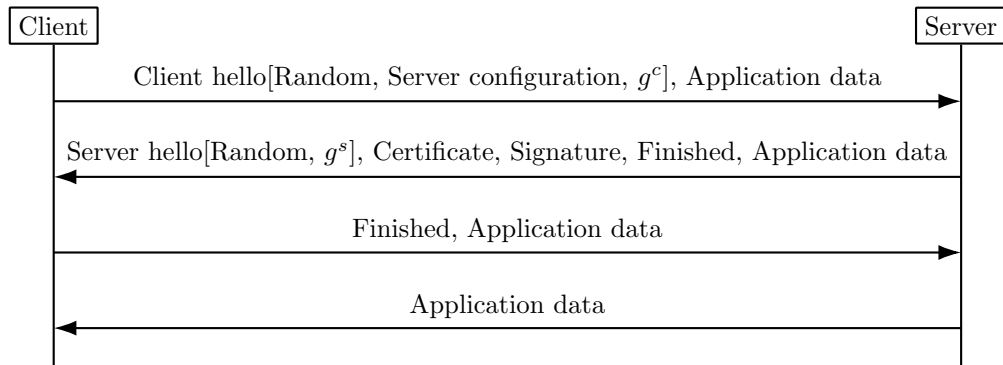 Client Server
Client hello[Random, Server configuration, g^c], Application data
Server hello[Random, g^s], Certificate, Signature, Finished, Application data
Finished, Application data
Application data